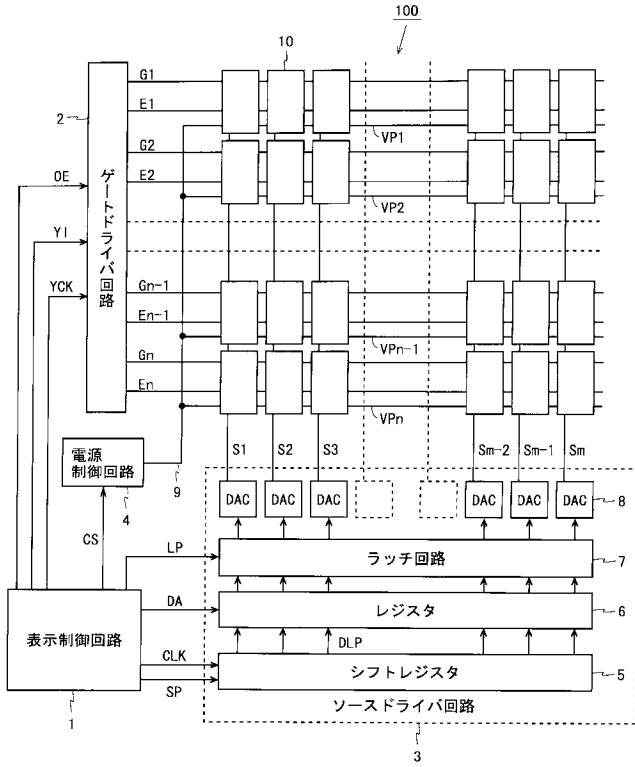 100
10
G1
E1
2
VP1
G2
E2
OE
VP2
YI
ゲートドライバ回路
YCK
Gn-1
En-1
VPn-1
Gn
En
VPn
S1
S2
S3
Sm-2
Sm-1
Sm
電源
制御回路
9
4
DAC
DAC
DAC
DAC
DAC
DAC
8
CS
LP
ラッチ回路
7
DA
レジスタ
6
表示制御回路
DLP
CLK
シフトレジスタ
5
SP
ソースドライバ回路
1
3